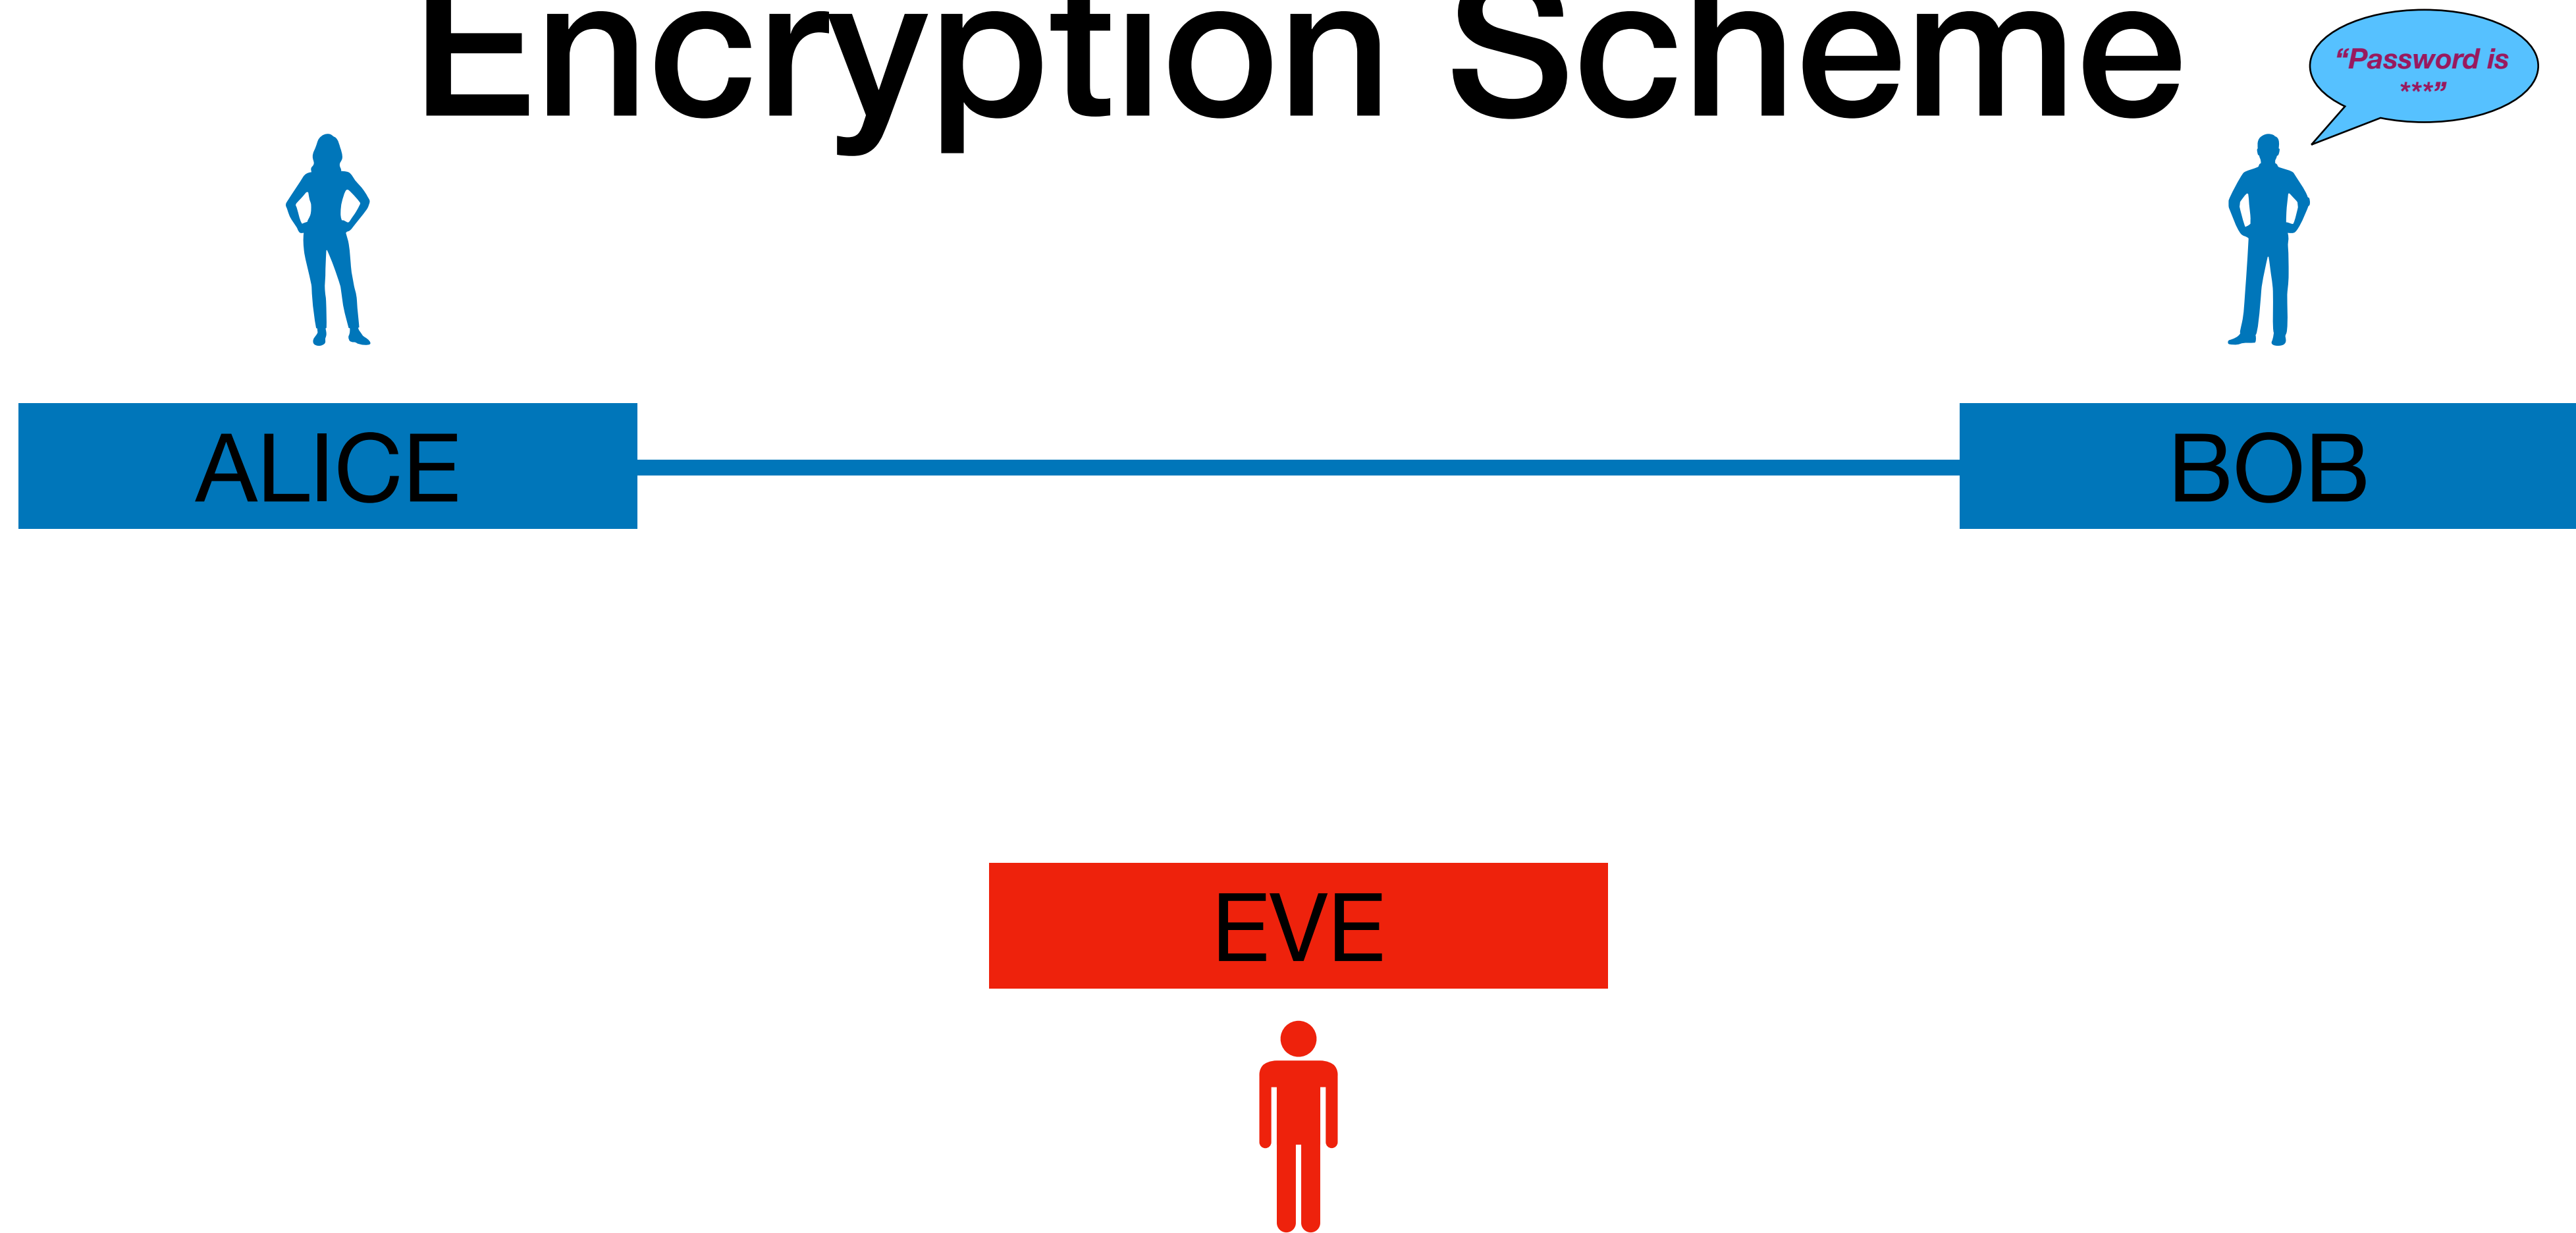 Encryption Scheme
“Password is
***”
ALICE
BOB
EVE